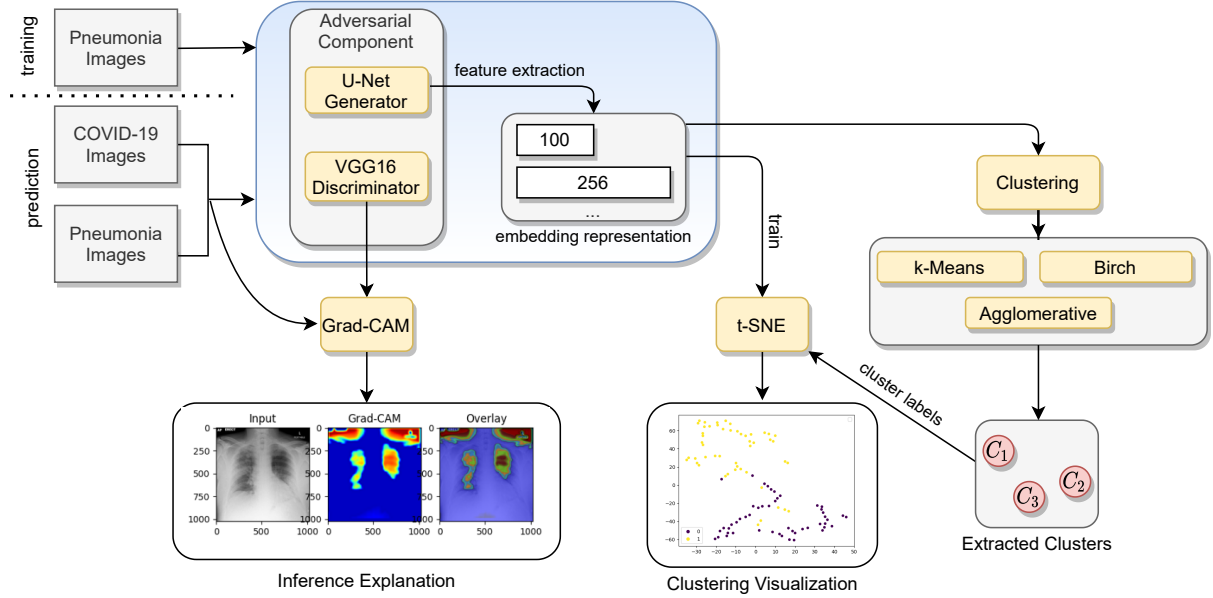 training
Pneumonia
Images
prediction
COVID-19
Images
Pneumonia
Images
Adversarial
Component
U-Net
Generator
VGG16
Discriminator
feature extraction
100
256
...
embedding representation
train
Clustering
k-Means
Birch
Agglomerative
Grad-CAM
t-SNE
cluster labels
Input
Grad-CAM
Overlay
0
250
500
750
1000
0
500
1000
0
500
1000
0
500
1000
Inference Explanation
60
40
20
0
−20
−40
−60
0
1
−30
−20
−10
0
10
20
30
40
50
Clustering Visualization
C1
C2
C3
Extracted Clusters